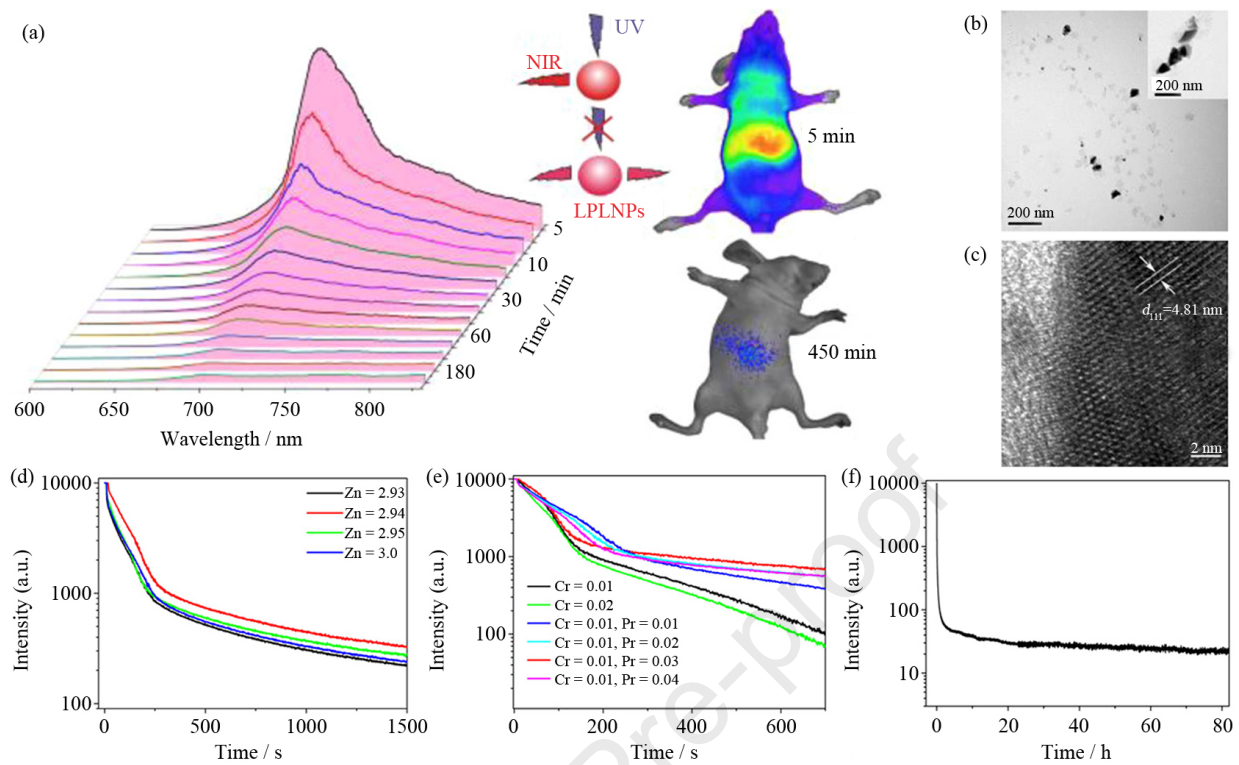 (a)
UV
NIR
LPLNPs
5 min
450 min
5
10
30
60
180
Time / min
600
650
700
750
800
Wavelength / nm
(b)
200 nm
200 nm
(c)
d111=4.81 nm
2 nm
(d)
10000
1000
100
Intensity (a.u.)
Zn = 2.93
Zn = 2.94
Zn = 2.95
Zn = 3.0
0
500
1000
1500
Time / s
(e)
10000
1000
100
Intensity (a.u.)
Cr = 0.01
Cr = 0.02
Cr = 0.01, Pr = 0.01
Cr = 0.01, Pr = 0.02
Cr = 0.01, Pr = 0.03
Cr = 0.01, Pr = 0.04
0
200
400
600
Time / s
(f)
10000
1000
100
10
Intensity (a.u.)
0
20
40
60
80
Time / h
Pre-proof